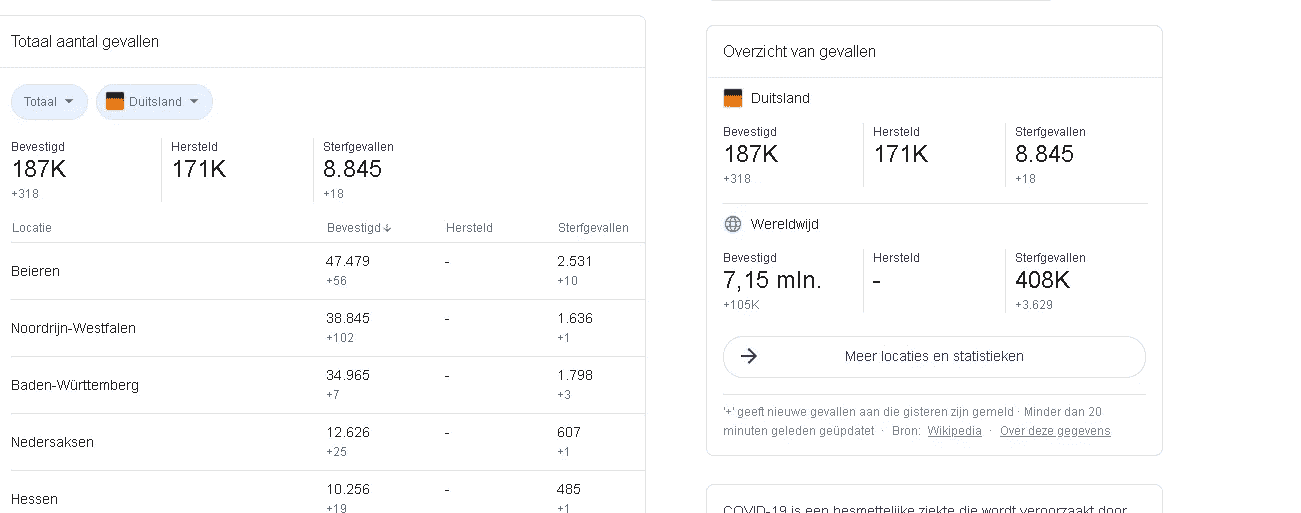 Totaal aantal gevallen
Totaal Duitsland
Bevestigd Hersteld Sterfgevallen
187K 171K 8.845
+318 +18
Locatie Bevestigd↓ Hersteld Sterfgevallen
Beieren 47.479 - 2.531
+56 +10
Noordrijn-Westfalen 38.845 - 1.636
+102 +1
Baden-Württemberg 34.965 - 1.798
+7 +3
Nedersaksen 12.626 - 607
+25 +1
Hessen 10.256 - 485
+19 +1
Overzicht van gevallen
Duitsland
Bevestigd Hersteld Sterfgevallen
187K 171K 8.845
+318 +18
Wereldwijd
Bevestigd Hersteld Sterfgevallen
7,15 mln. - 408K
+105K +3.629
→ Meer locaties en statistieken
'+' geeft nieuwe gevallen aan die gisteren zijn gemeld · Minder dan 20
minuten geleden geüpdatet · Bron: Wikipedia · Over deze gegevens
COVID-19 is een besmettelijke ziekte die wordt veroorzaakt door